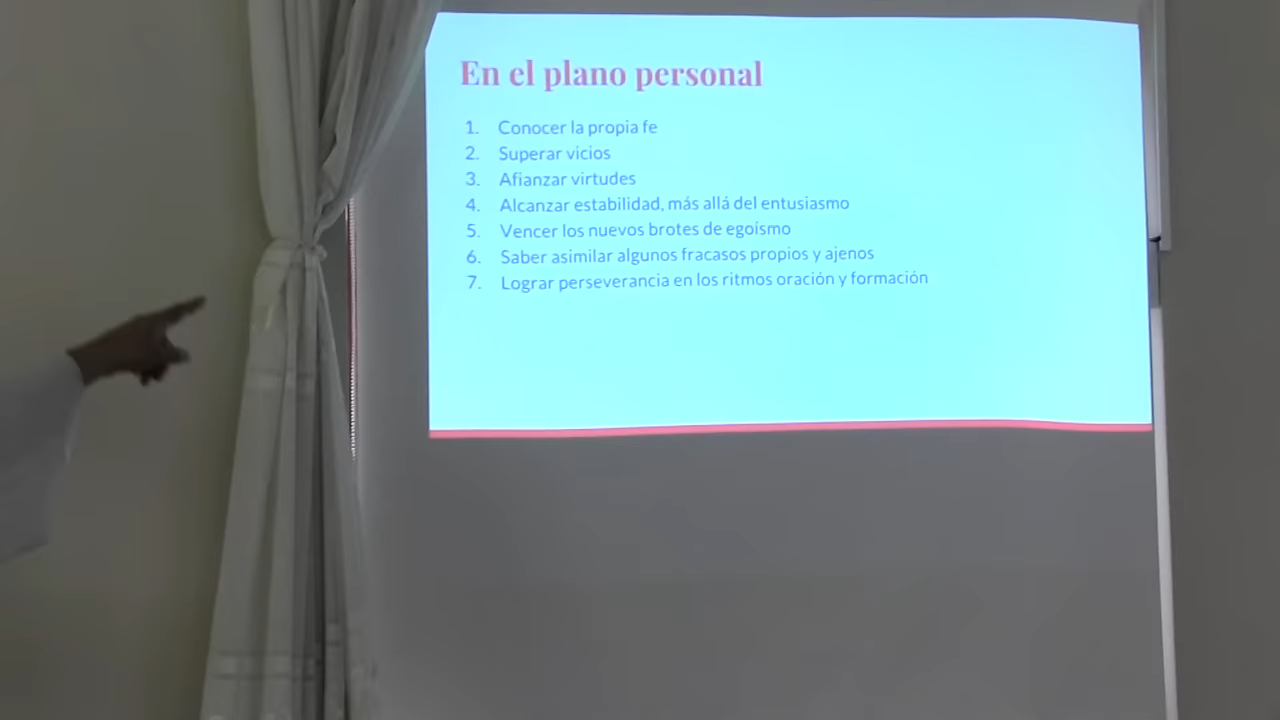 En el plano personal
1. Conocer la propia fe
2. Superar vicios
3. Afianzar virtudes
4. Alcanzar estabilidad, más allá del entusiasmo
5. Vencer los nuevos brotes de egoísmo
6. Saber asimilar algunos fracasos propios y ajenos
7. Lograr perseverancia en los ritmos oración y formación